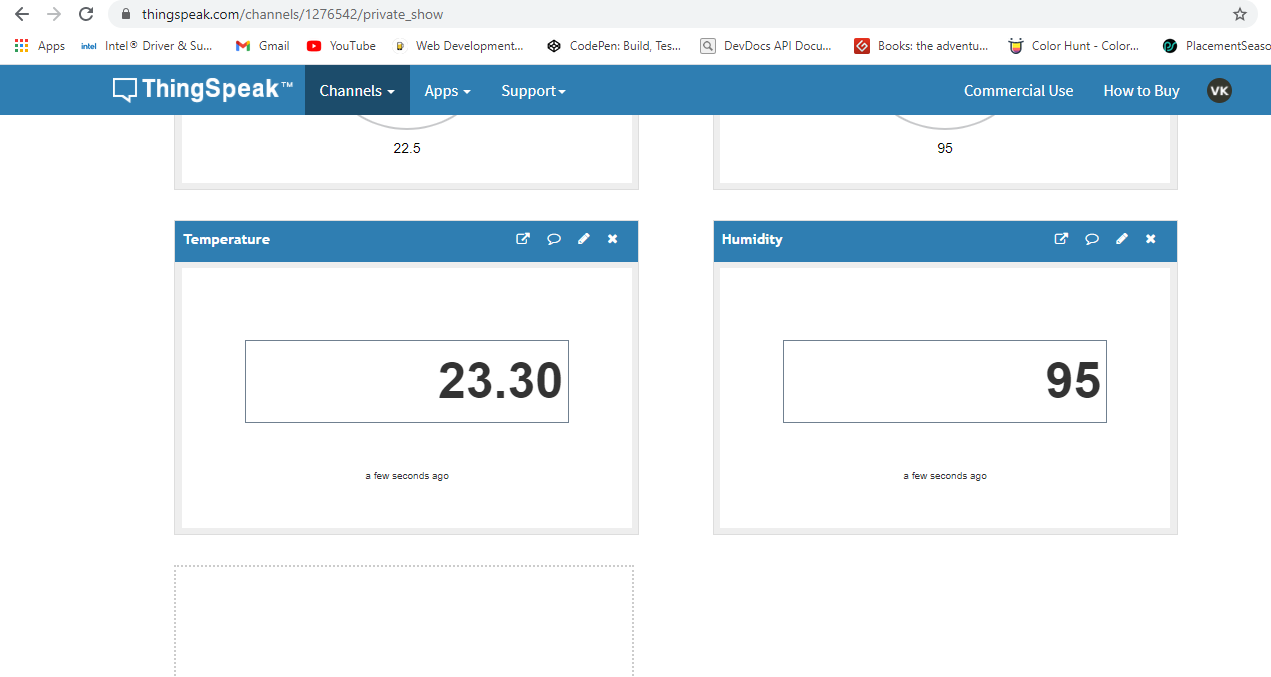 thingspeak.com/channels/1276542/private_show
Apps intel Intel® Driver & Su... Gmail YouTube Web Development... CodePen: Build, Tes... DevDocs API Docu... Books: the adventu... Color Hunt - Color... PlacementSeaso
ThingSpeak™ Channels Apps Support Commercial Use How to Buy VK
22.5 95
Temperature Humidity
23.30 95
a few seconds ago a few seconds ago